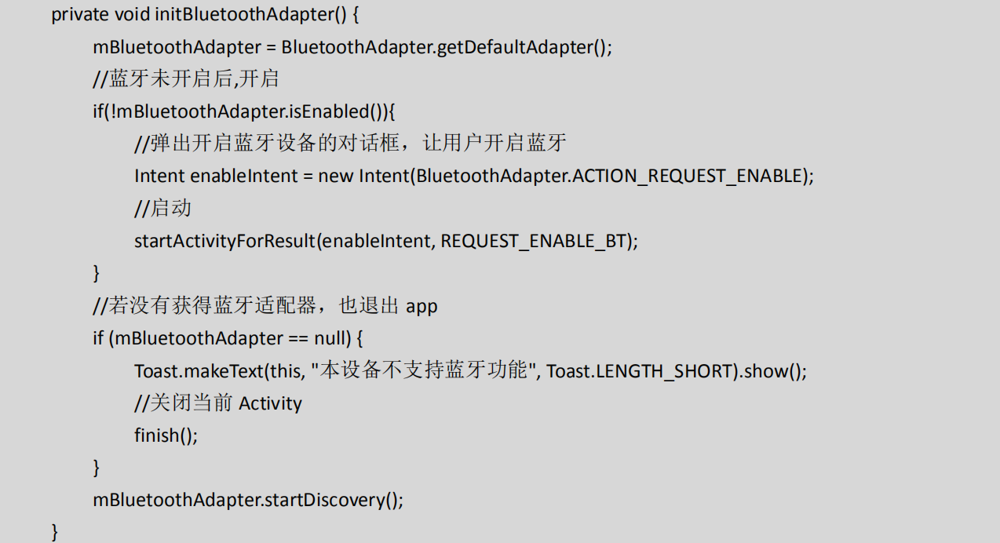 private void initBluetoothAdapter() {
mBluetoothAdapter = BluetoothAdapter.getDefaultAdapter();
//蓝牙未开启后,开启
if(!mBluetoothAdapter.isEnabled()){
//弹出开启蓝牙设备的对话框，让用户开启蓝牙
Intent enableIntent = new Intent(BluetoothAdapter.ACTION_REQUEST_ENABLE);
//启动
startActivityForResult(enableIntent, REQUEST_ENABLE_BT);
}
//若没有获得蓝牙适配器，也退出 app
if (mBluetoothAdapter == null) {
Toast.makeText(this, "本设备不支持蓝牙功能", Toast.LENGTH_SHORT).show();
//关闭当前 Activity
finish();
}
mBluetoothAdapter.startDiscovery();
}